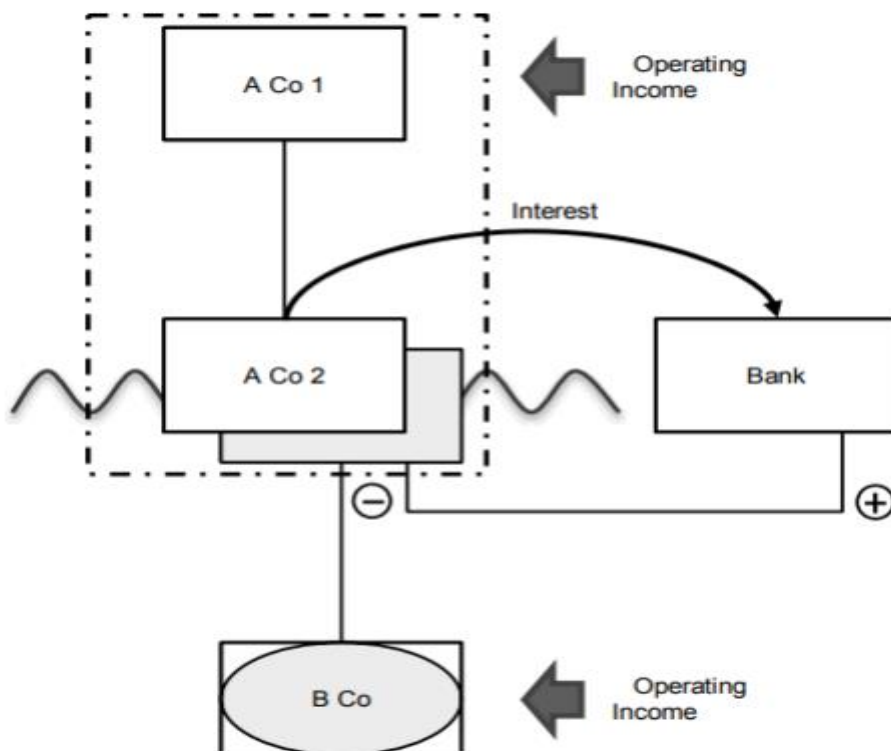 A Co 1
Operating
Income
Interest
A Co 2
Bank
−
+
B Co
Operating
Income